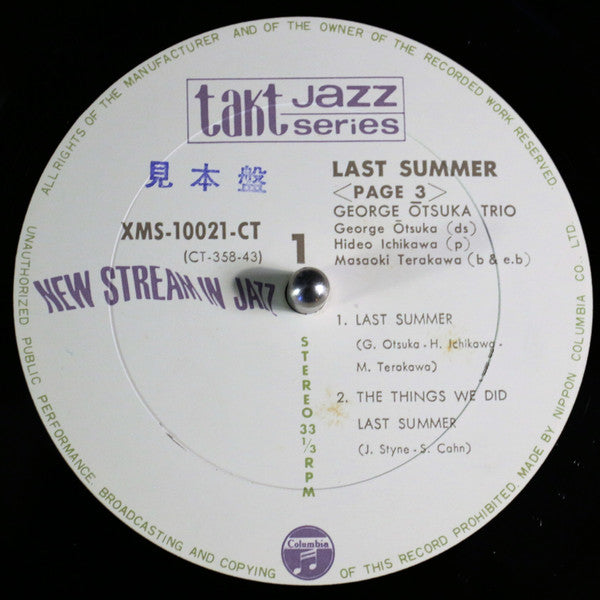 ALL RIGHTS OF THE MANUFACTURER AND OF THE OWNER OF THE RECORDED WORK RESERVED.
UNAUTHORIZED PUBLIC PERFORMANCE, BROADCASTING AND COPYING OF THIS RECORD PROHIBITED. MADE BY NIPPON COLUMBIA CO., LTD.
takt JAZZ series
見本盤
LAST SUMMER
<PAGE 3>
GEORGE ŌTSUKA TRIO
George Ōtsuka (ds)
Hideo Ichikawa (p)
Masaoki Terakawa (b & e.b)
XMS-10021-CT
(CT-358-43)
1
NEW STREAM IN JAZZ
STEREO 33 1/3 RPM
1. LAST SUMMER
(G. Otsuka - H. Ichikawa -
M. Terakawa)
2. THE THINGS WE DID
LAST SUMMER
(J. Styne - S. Cahn)
Columbia